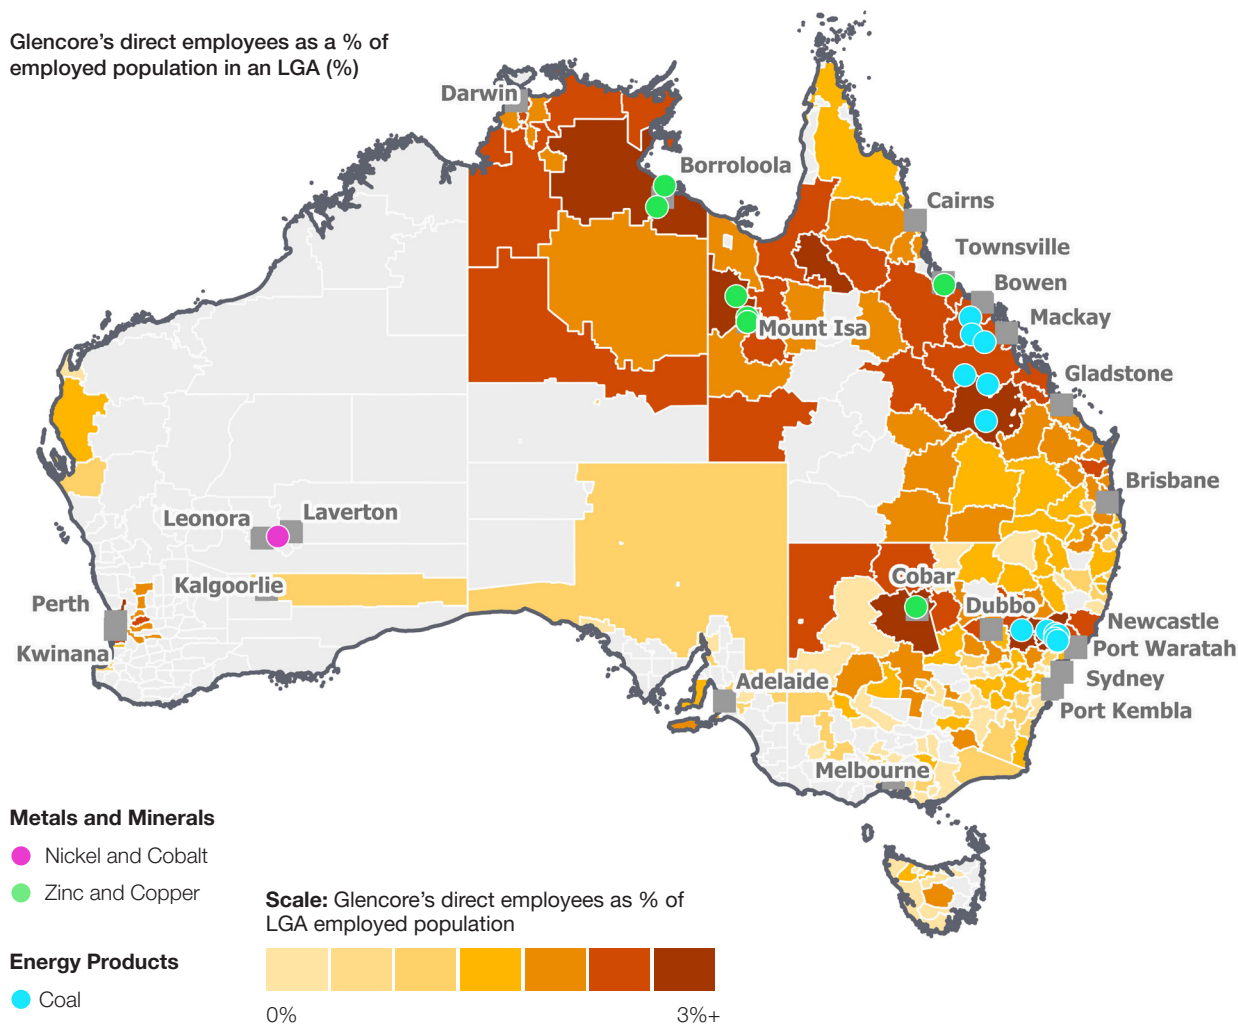 Glencore’s direct employees as a % of
employed population in an LGA (%)
Darwin
Borroloola
Cairns
Townsville
Bowen
Mackay
Mount Isa
Gladstone
Brisbane
Leonora
Laverton
Kalgoorlie
Perth
Kwinana
Cobar
Dubbo
Newcastle
Port Waratah
Sydney
Port Kembla
Adelaide
Melbourne
Metals and Minerals
Nickel and Cobalt
Zinc and Copper
Energy Products
Coal
Scale: Glencore’s direct employees as % of
LGA employed population
0%
3%+